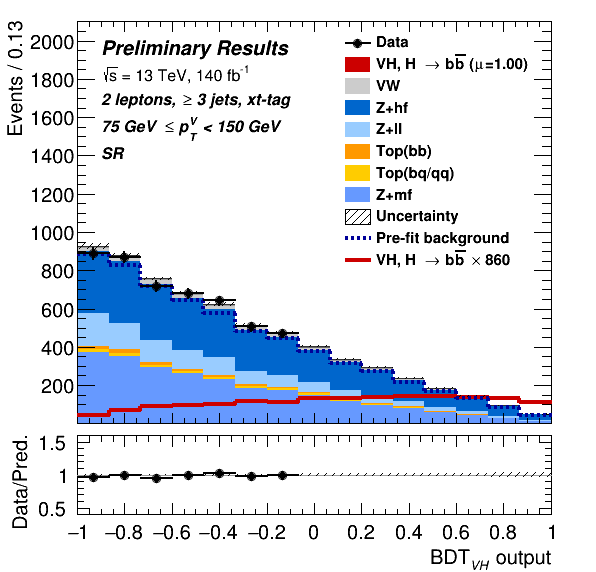 Events / 0.13
2000
1800
1600
1400
1200
1000
800
600
400
200
Preliminary Results
√s = 13 TeV, 140 fb⁻¹
2 leptons, ≥ 3 jets, xt-tag
75 GeV ≤ p_T^V < 150 GeV
SR
Data
VH, H → bb̅ (μ=1.00)
VW
Z+hf
Z+ll
Top(bb)
Top(bq/qq)
Z+mf
Uncertainty
Pre-fit background
VH, H → bb̅ × 860
Data/Pred.
1.5
1
0.5
−1 −0.8 −0.6 −0.4 −0.2 0 0.2 0.4 0.6 0.8 1
BDT_VH output